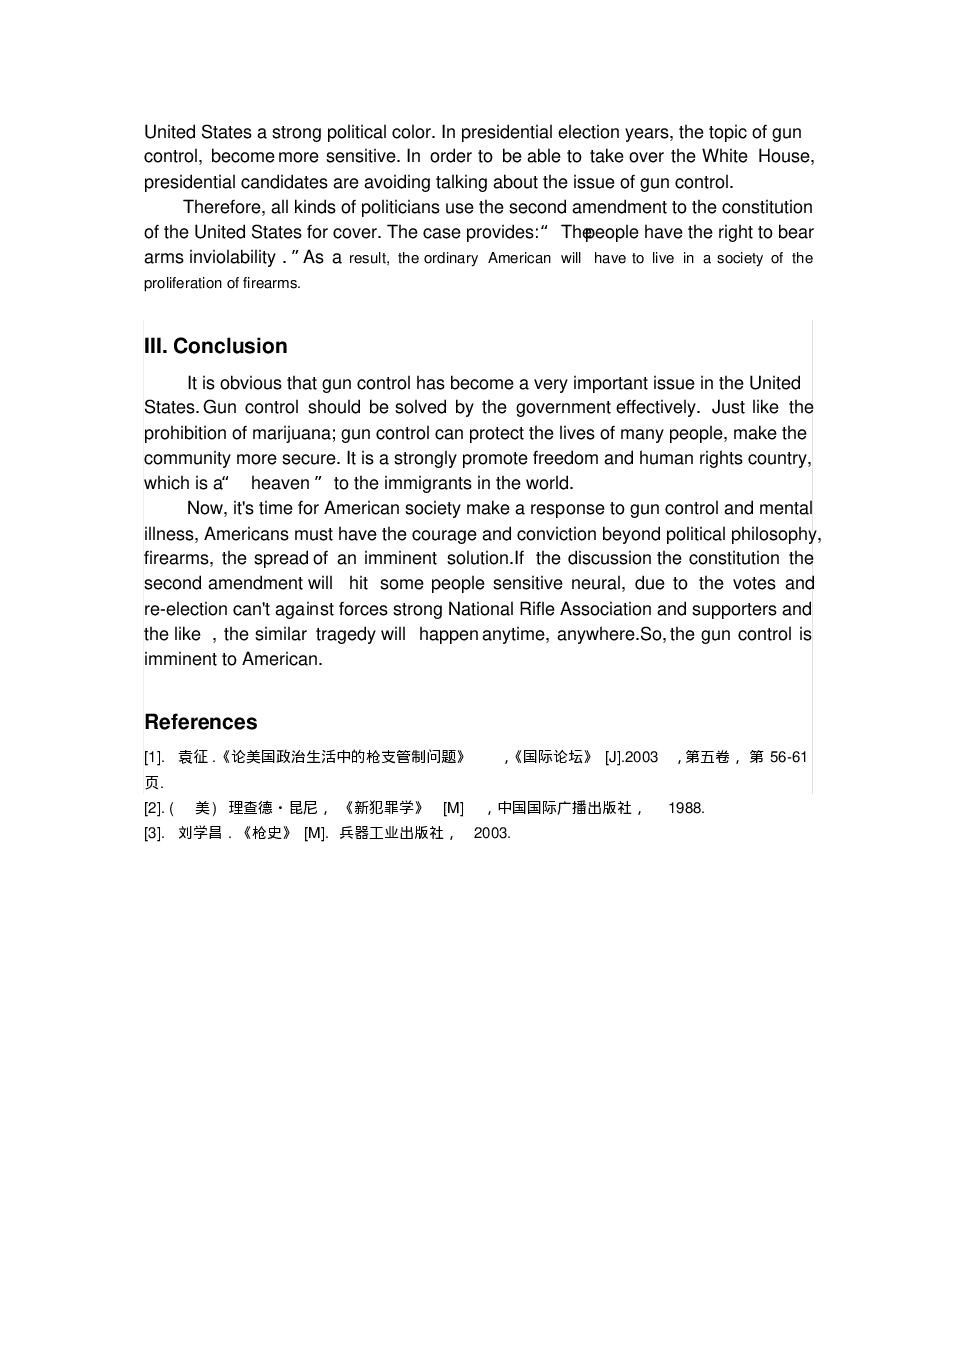 United States a strong political color. In presidential election years, the topic of gun
control, become more sensitive. In order to be able to take over the White House,
presidential candidates are avoiding talking about the issue of gun control.
Therefore, all kinds of politicians use the second amendment to the constitution
of the United States for cover. The case provides:“ The people have the right to bear
arms inviolability . ” As a result, the ordinary American will have to live in a society of the
proliferation of firearms.
III. Conclusion
It is obvious that gun control has become a very important issue in the United
States. Gun control should be solved by the government effectively. Just like the
prohibition of marijuana; gun control can protect the lives of many people, make the
community more secure. It is a strongly promote freedom and human rights country,
which is a“ heaven ” to the immigrants in the world.
Now, it's time for American society make a response to gun control and mental
illness, Americans must have the courage and conviction beyond political philosophy,
firearms, the spread of an imminent solution.If the discussion the constitution the
second amendment will hit some people sensitive neural, due to the votes and
re-election can't against forces strong National Rifle Association and supporters and
the like , the similar tragedy will happen anytime, anywhere.So, the gun control is
imminent to American.
References
[1]. 袁征 .《论美国政治生活中的枪支管制问题》 ,《国际论坛》 [J].2003 , 第五卷 ，第 56-61
页.
[2]. ( 美） 理查德・昆尼 ，《新犯罪学》 [M] , 中国国际广播出版社 ， 1988.
[3]. 刘学昌 . 《枪史》 [M]. 兵器工业出版社 ， 2003.